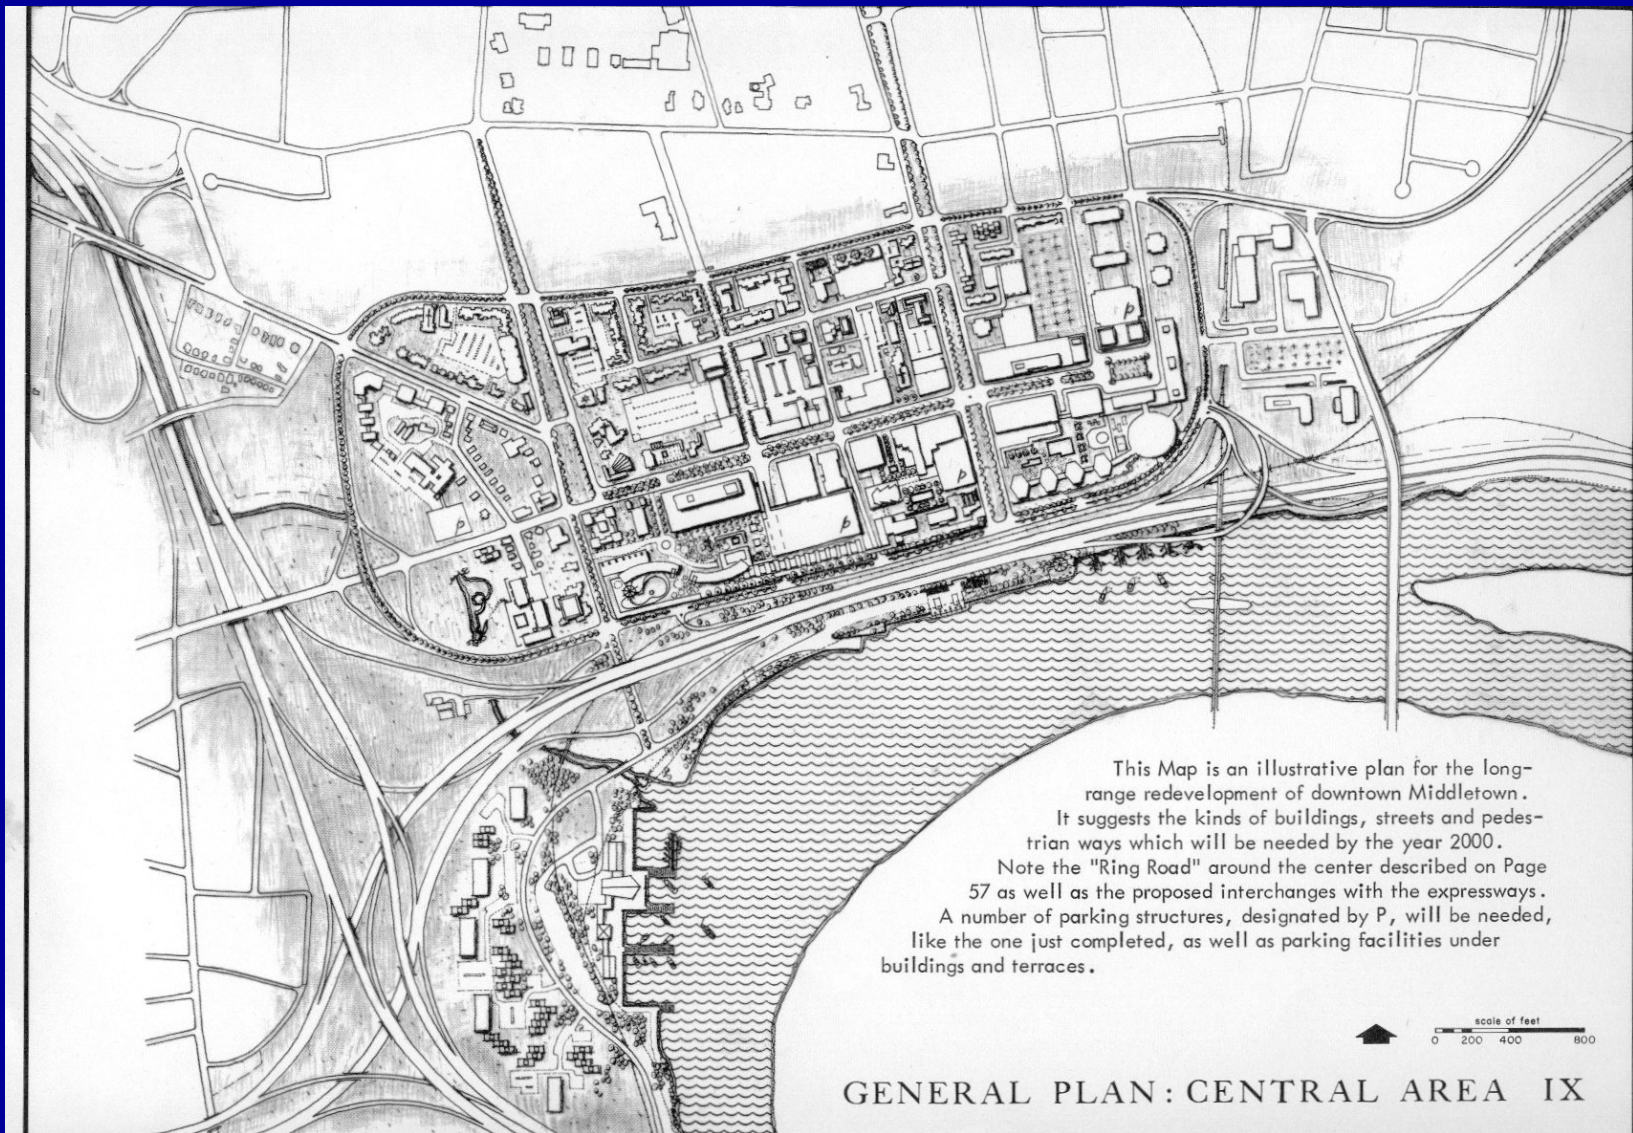 This Map is an illustrative plan for the long-
range redevelopment of downtown Middletown.
It suggests the kinds of buildings, streets and pedes-
trian ways which will be needed by the year 2000.
Note the "Ring Road" around the center described on Page
57 as well as the proposed interchanges with the expressways.
A number of parking structures, designated by P, will be needed,
like the one just completed, as well as parking facilities under
buildings and terraces.
scale of feet
0 200 400 800
GENERAL PLAN: CENTRAL AREA IX
P
P
P
P